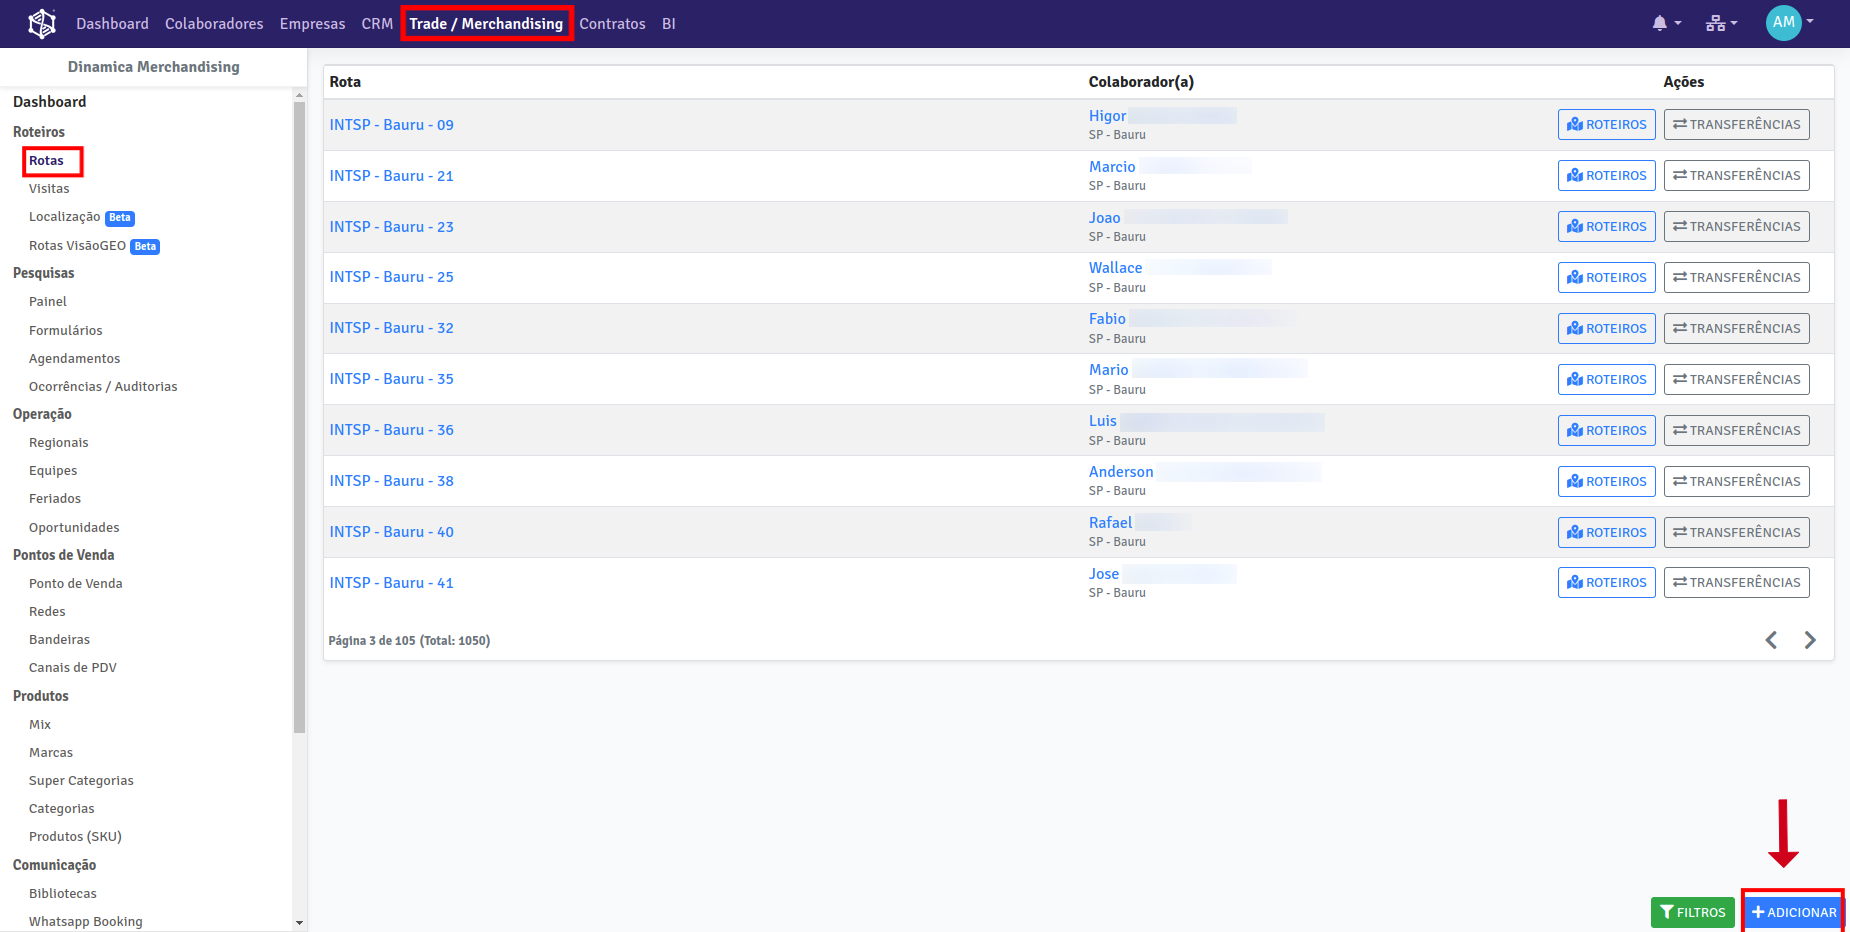 Dashboard Colaboradores Empresas CRM Trade / Merchandising Contratos BI AM
Dinamica Merchandising
Dashboard
Roteiros
Rotas
Visitas
Localização Beta
Rotas VisãoGEO Beta
Pesquisas
Painel
Formulários
Agendamentos
Ocorrências / Auditorias
Operação
Regionais
Equipes
Feriados
Oportunidades
Pontos de Venda
Ponto de Venda
Redes
Bandeiras
Canais de PDV
Produtos
Mix
Marcas
Super Categorias
Categorias
Produtos (SKU)
Comunicação
Bibliotecas
Whatsapp Booking
Rota Colaborador(a) Ações
INTSP - Bauru - 09 Higor ROTEIROS TRANSFERÊNCIAS
SP - Bauru
INTSP - Bauru - 21 Marcio ROTEIROS TRANSFERÊNCIAS
SP - Bauru
INTSP - Bauru - 23 Joao ROTEIROS TRANSFERÊNCIAS
SP - Bauru
INTSP - Bauru - 25 Wallace ROTEIROS TRANSFERÊNCIAS
SP - Bauru
INTSP - Bauru - 32 Fabio ROTEIROS TRANSFERÊNCIAS
SP - Bauru
INTSP - Bauru - 35 Mario ROTEIROS TRANSFERÊNCIAS
SP - Bauru
INTSP - Bauru - 36 Luis ROTEIROS TRANSFERÊNCIAS
SP - Bauru
INTSP - Bauru - 38 Anderson ROTEIROS TRANSFERÊNCIAS
SP - Bauru
INTSP - Bauru - 40 Rafael ROTEIROS TRANSFERÊNCIAS
SP - Bauru
INTSP - Bauru - 41 Jose ROTEIROS TRANSFERÊNCIAS
SP - Bauru
Página 3 de 105 (Total: 1050)
FILTROS + ADICIONAR